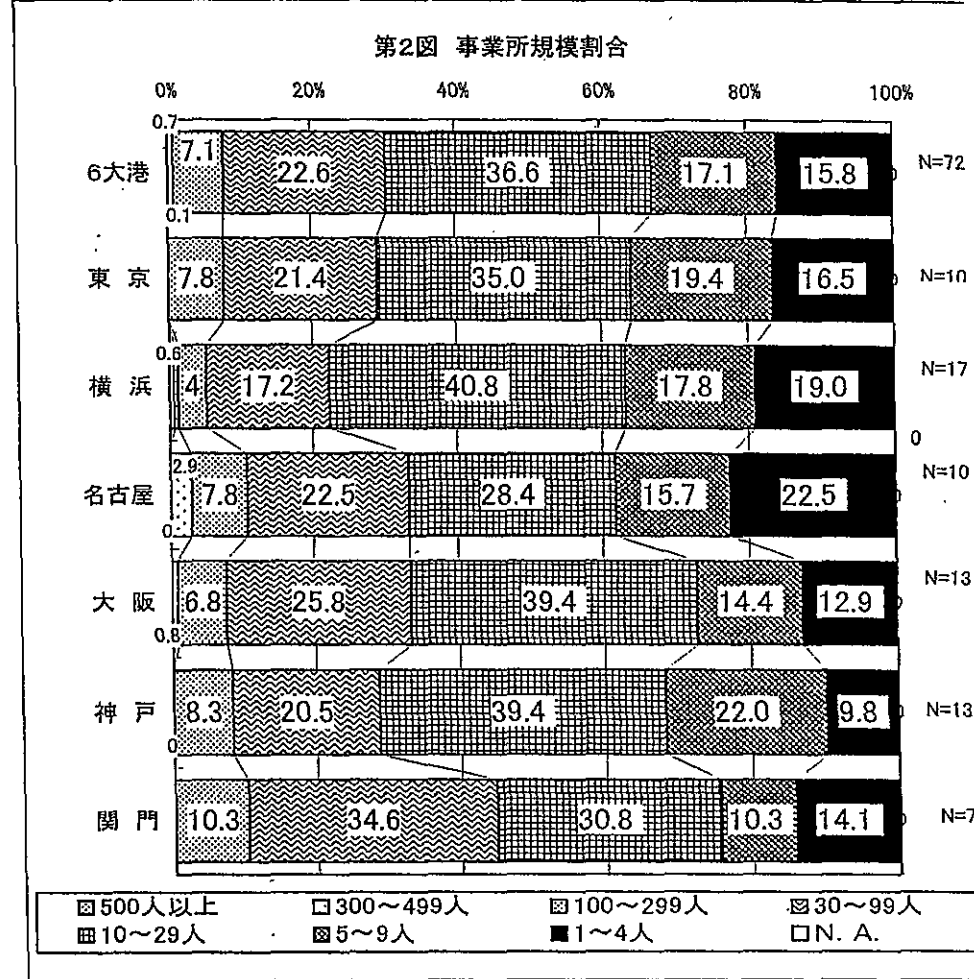 第2図 事業所規模割合
0% 20% 40% 60% 80% 100%
0.7
6大港 7.1 22.6 36.6 17.1 15.8 N=72
0.1
東京 7.8 21.4 35.0 19.4 16.5 N=10
0.6
横浜 4 17.2 40.8 17.8 19.0 N=17
0
2.9
名古屋 7.8 22.5 28.4 15.7 22.5 N=10
0
大阪 6.8 25.8 39.4 14.4 12.9 N=13
0.8
神戸 8.3 20.5 39.4 22.0 9.8 N=13
0
関門 10.3 34.6 30.8 10.3 14.1 N=7
500人以上 300～499人 100～299人 30～99人
10～29人 5～9人 1～4人 N. A.